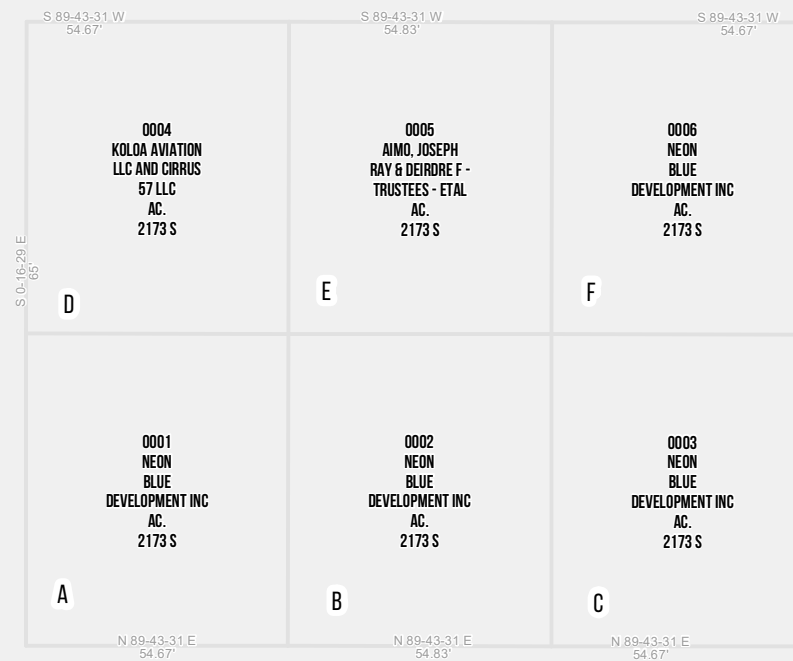 S 89-43-31 W
54.67'
S 89-43-31 W
54.83'
S 89-43-31 W
54.67'
0004
KOLOA AVIATION
LLC AND CIRRUS
57 LLC
AC.
2173 S
0005
AIMO, JOSEPH
RAY & DEIRDRE F -
TRUSTEES - ETAL
AC.
2173 S
0006
NEON
BLUE
DEVELOPMENT INC
AC.
2173 S
S 0-16-29 E
65'
D
E
F
0001
NEON
BLUE
DEVELOPMENT INC
AC.
2173 S
0002
NEON
BLUE
DEVELOPMENT INC
AC.
2173 S
0003
NEON
BLUE
DEVELOPMENT INC
AC.
2173 S
A
B
C
N 89-43-31 E
54.67'
N 89-43-31 E
54.83'
N 89-43-31 E
54.67'